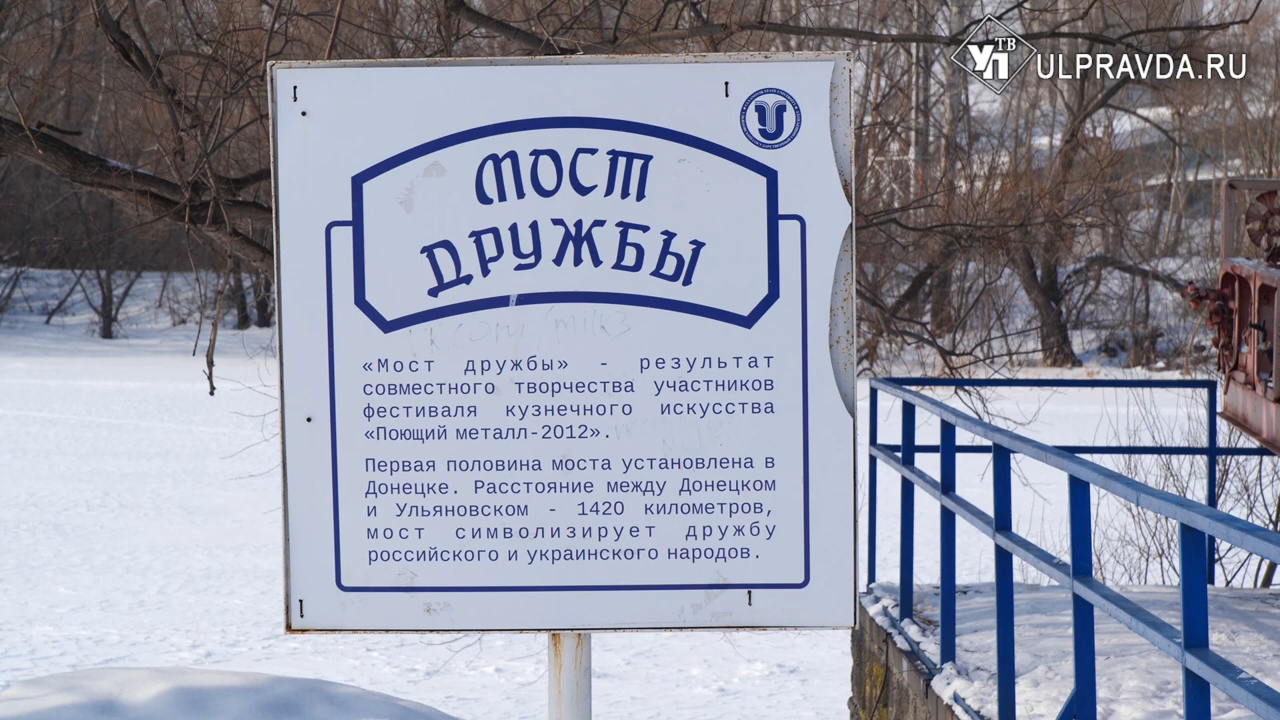 УП ТВ ULPRAVDA.RU
МОСТ
ДРУЖБЫ
«Мост дружбы» - результат
совместного творчества участников
фестиваля кузнечного искусства
«Поющий металл-2012».
Первая половина моста установлена в
Донецке. Расстояние между Донецком
и Ульяновском - 1420 километров,
мост символизирует дружбу
российского и украинского народов.